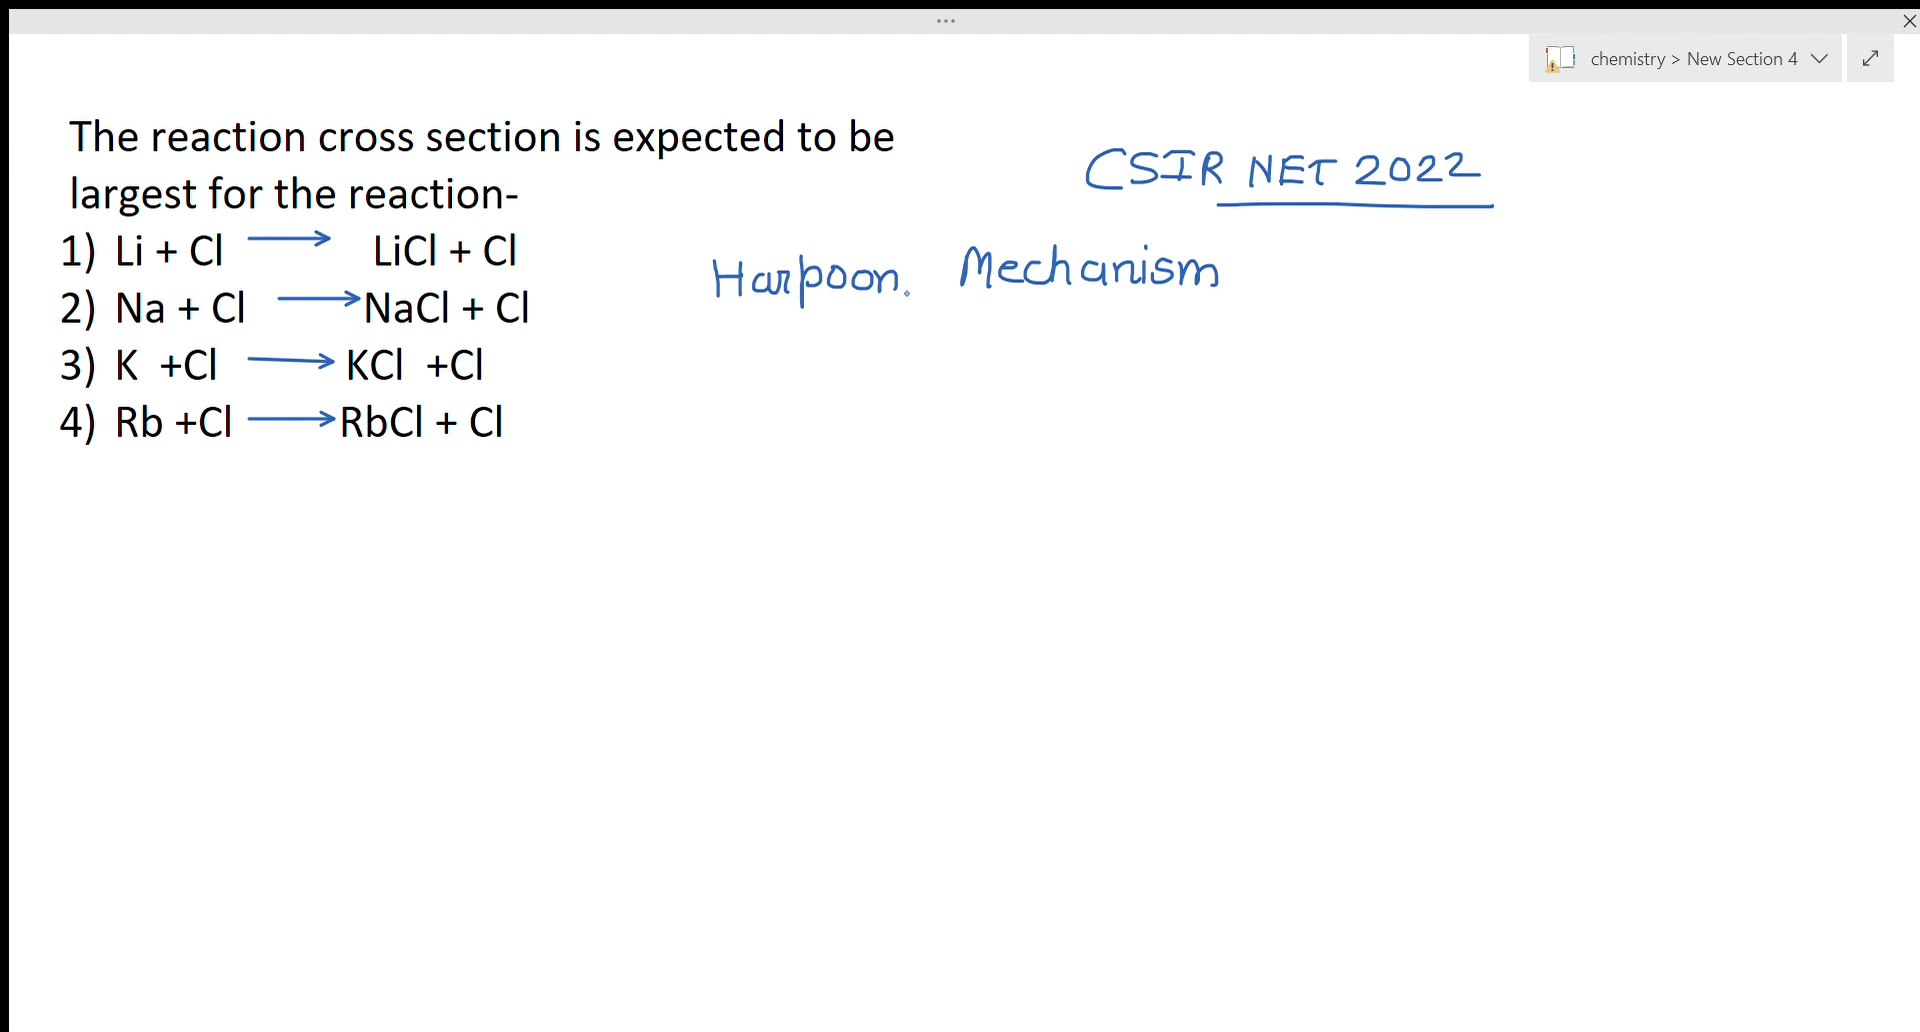 chemistry > New Section 4
The reaction cross section is expected to be
largest for the reaction-
CSIR NET 2022
1) Li + Cl → LiCl + Cl
Harpoon. Mechanism
2) Na + Cl → NaCl + Cl
3) K +Cl → KCl +Cl
4) Rb +Cl → RbCl + Cl